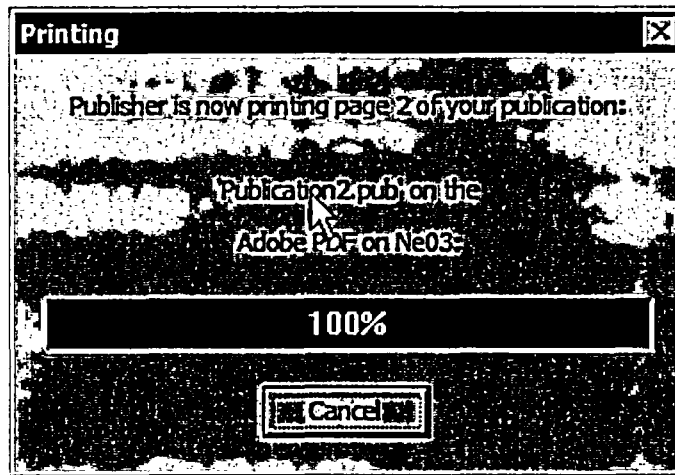 Printing
Publisher is now printing page 2 of your publication:
'Publication2.pub' on the
Adobe PDF on Ne03:
100%
Cancel